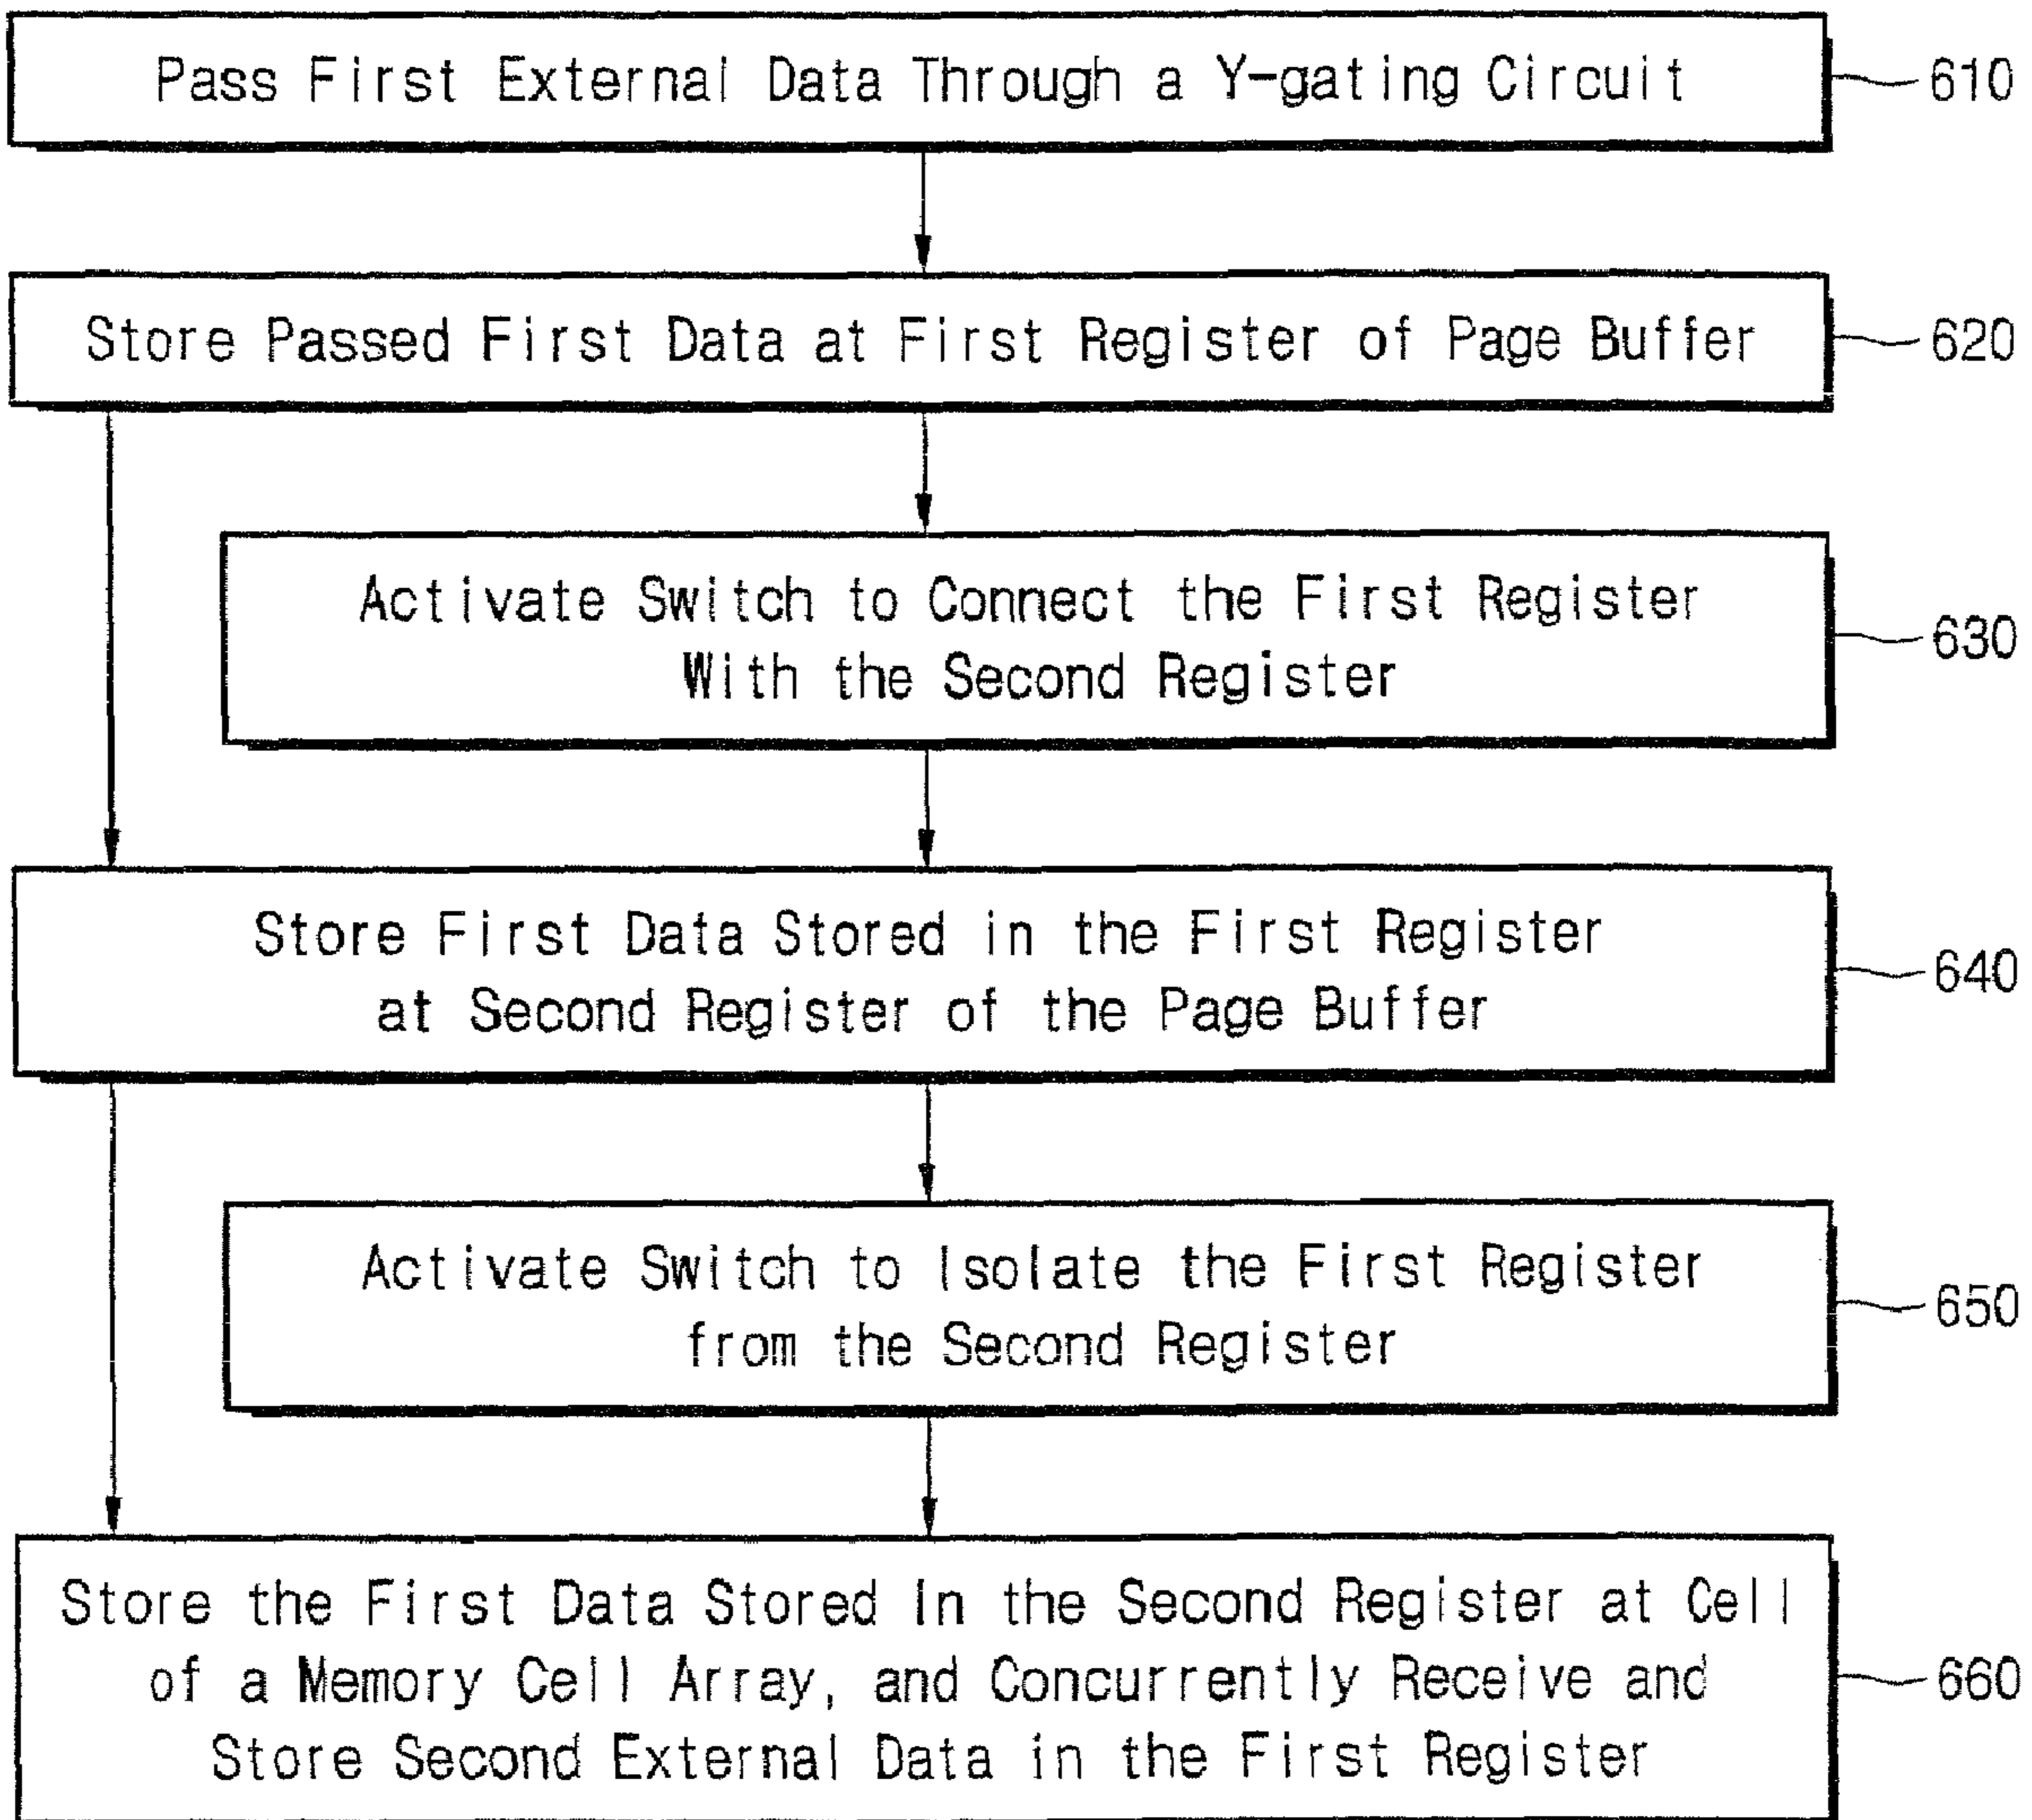 Pass First External Data Through a Y-gating Circuit
610
Store Passed First Data at First Register of Page Buffer
620
Activate Switch to Connect the First Register
With the Second Register
630
Store First Data Stored in the First Register
at Second Register of the Page Buffer
640
Activate Switch to Isolate the First Register
from the Second Register
650
Store the First Data Stored In the Second Register at Cell
of a Memory Cell Array, and Concurrently Receive and
Store Second External Data in the First Register
660